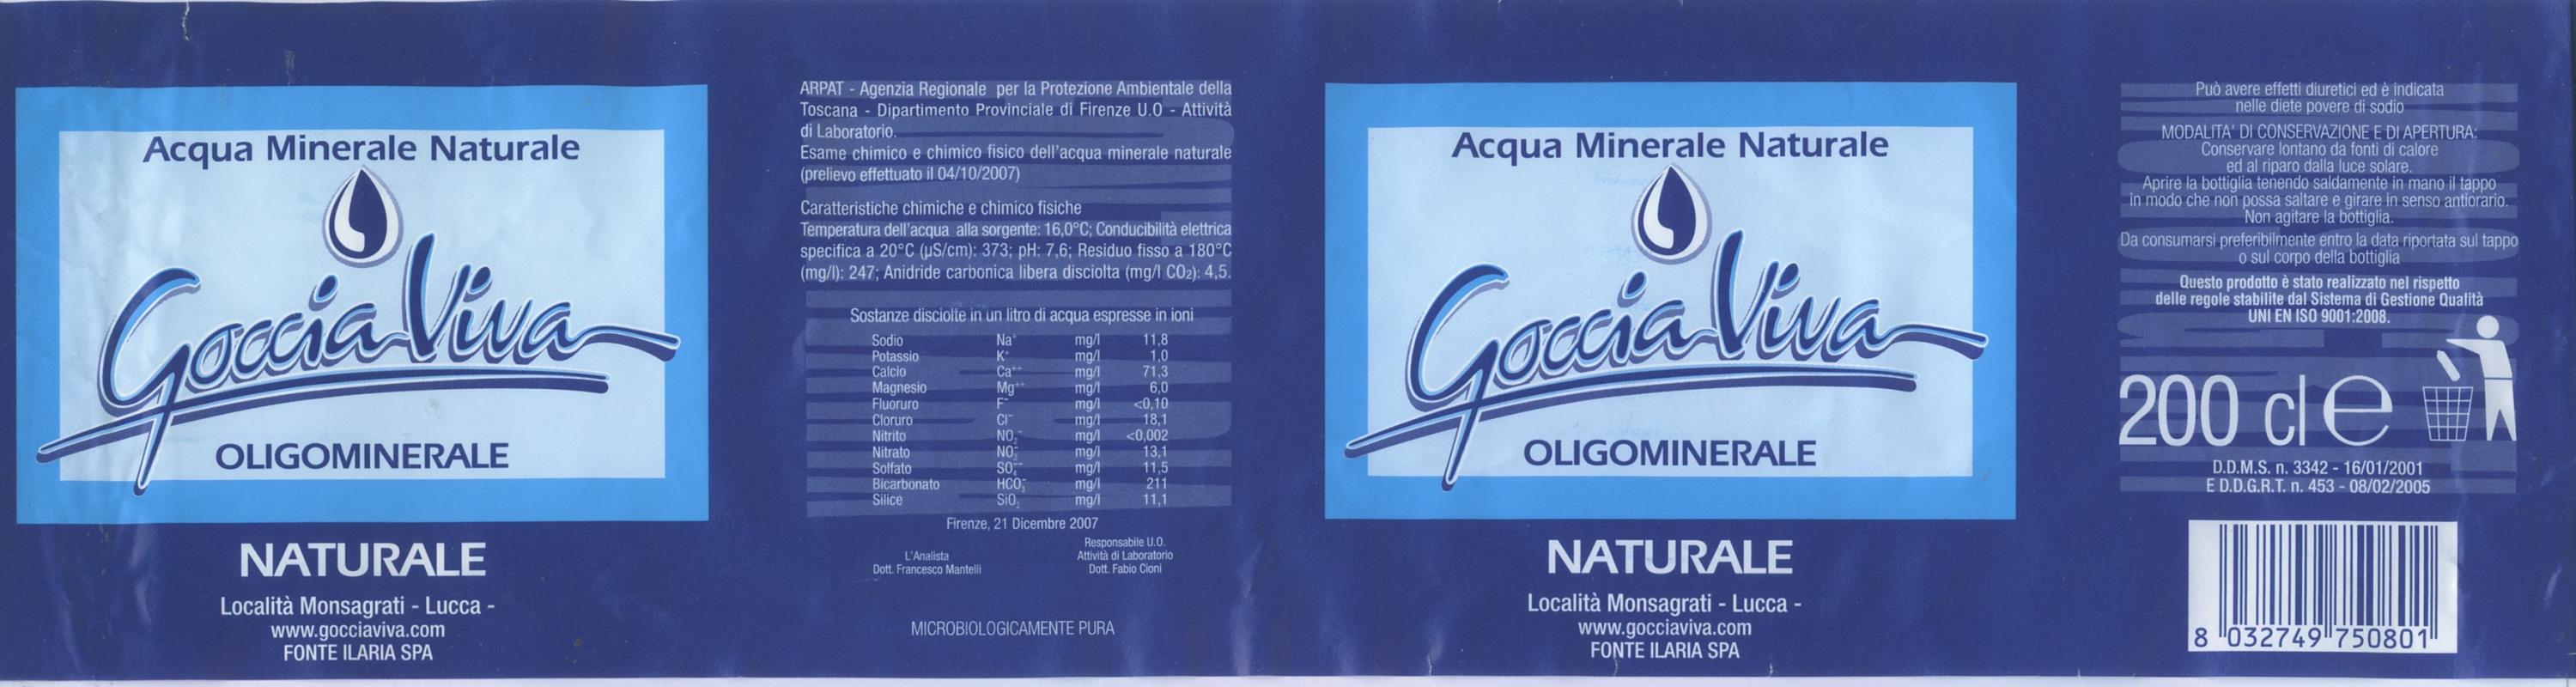 Acqua Minerale Naturale
Goccia Viva
OLIGOMINERALE
NATURALE
Località Monsagrati - Lucca -
www.gocciaviva.com
FONTE ILARIA SPA
ARPAT - Agenzia Regionale per la Protezione Ambientale della
Toscana - Dipartimento Provinciale di Firenze U.O - Attività
di Laboratorio.
Esame chimico e chimico fisico dell'acqua minerale naturale
(prelievo effettuato il 04/10/2007)
Caratteristiche chimiche e chimico fisiche
Temperatura dell'acqua alla sorgente: 16,0°C; Conducibilità elettrica
specifica a 20°C (µS/cm): 373; pH: 7,6; Residuo fisso a 180°C
(mg/l): 247; Anidride carbonica libera disciolta (mg/l CO₂): 4,5.
Sostanze disciolte in un litro di acqua espresse in ioni
Sodio Na⁺ mg/l 11,8
Potassio K⁺ mg/l 1,0
Calcio Ca⁺⁺ mg/l 71,3
Magnesio Mg⁺⁺ mg/l 6,0
Fluoruro F⁻ mg/l <0,10
Cloruro Cl⁻ mg/l 18,1
Nitrito NO₂⁻ mg/l <0,002
Nitrato NO₃⁻ mg/l 13,1
Solfato SO₄⁻⁻ mg/l 11,5
Bicarbonato HCO₃⁻ mg/l 211
Silice SiO₂ mg/l 11,1
Firenze, 21 Dicembre 2007
L'Analista
Dott. Francesco Mantelli
Responsabile U.O.
Attività di Laboratorio
Dott. Fabio Cioni
MICROBIOLOGICAMENTE PURA
Acqua Minerale Naturale
Goccia Viva
OLIGOMINERALE
NATURALE
Località Monsagrati - Lucca -
www.gocciaviva.com
FONTE ILARIA SPA
Può avere effetti diuretici ed è indicata
nelle diete povere di sodio
MODALITA' DI CONSERVAZIONE E DI APERTURA:
Conservare lontano da fonti di calore
ed al riparo dalla luce solare.
Aprire la bottiglia tenendo saldamente in mano il tappo
in modo che non possa saltare e girare in senso antiorario.
Non agitare la bottiglia.
Da consumarsi preferibilmente entro la data riportata sul tappo
o sul corpo della bottiglia
Questo prodotto è stato realizzato nel rispetto
delle regole stabilite dal Sistema di Gestione Qualità
UNI EN ISO 9001:2008.
200 cl e
D.D.M.S. n. 3342 - 16/01/2001
E D.D.G.R.T. n. 453 - 08/02/2005
8 032749 750801